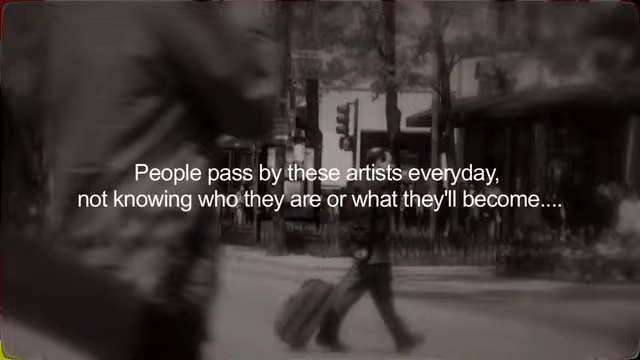 People pass by these artists everyday,
not knowing who they are or what they'll become....